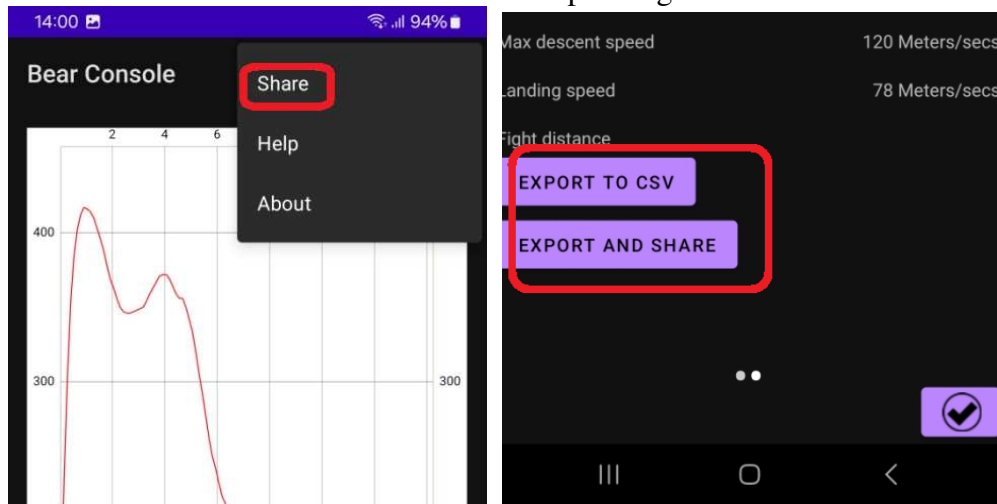 14:00 94%
Bear Console
Share
Help
About
2 4 6
400
300 300
Max descent speed 120 Meters/secs
Landing speed 78 Meters/secs
Fight distance
EXPORT TO CSV
EXPORT AND SHARE